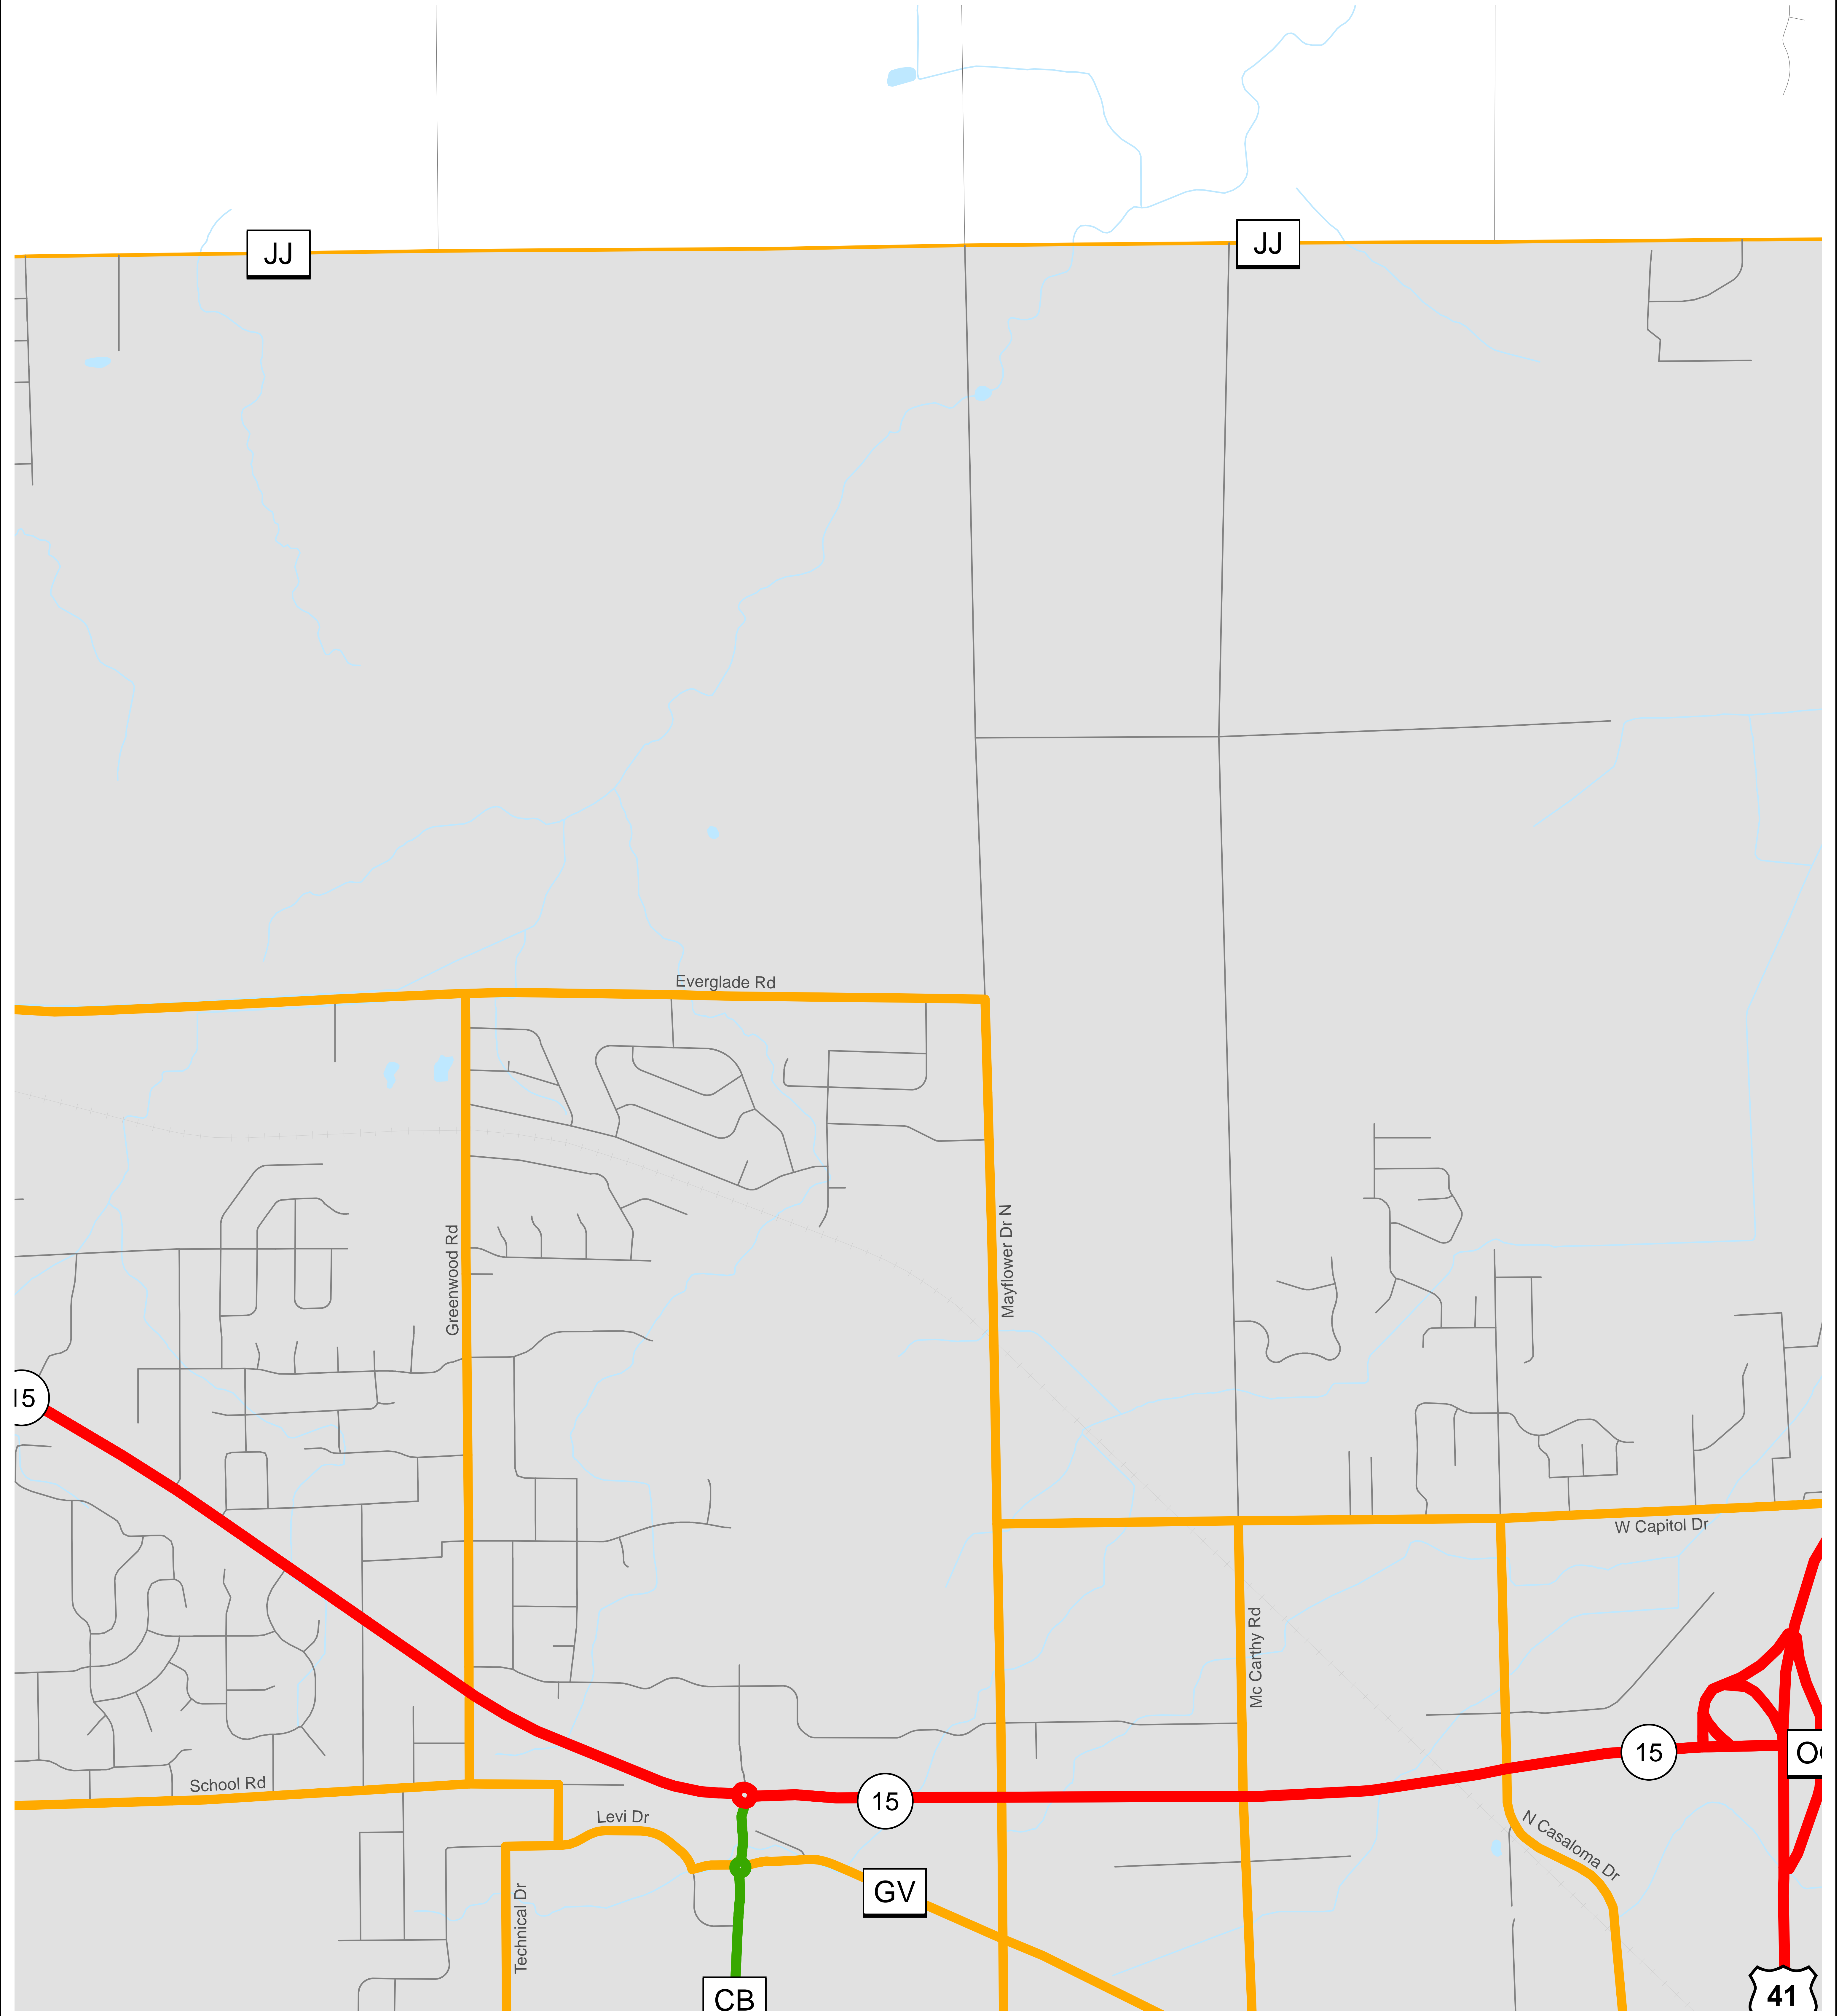 JJ
JJ
Everglade Rd
Greenwood Rd
Mayflower Dr N
15
W Capitol Dr
Mc Carthy Rd
School Rd
15
15
Levi Dr
N Casaloma Dr
GV
Technical Dr
CB
41